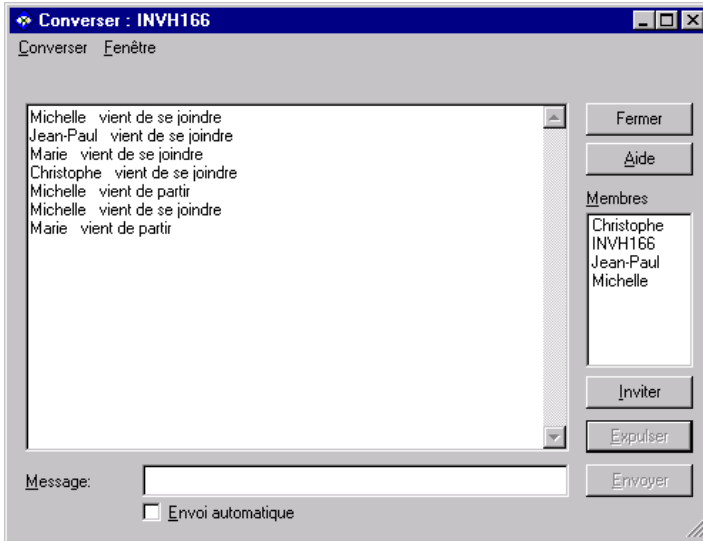 Converser : INVH166
Converser Fenêtre
Michelle vient de se joindre
Jean-Paul vient de se joindre
Marie vient de se joindre
Christophe vient de se joindre
Michelle vient de partir
Michelle vient de se joindre
Marie vient de partir
Fermer
Aide
Membres
Christophe
INVH166
Jean-Paul
Michelle
Inviter
Expulser
Message:
Envoyer
Envoi automatique